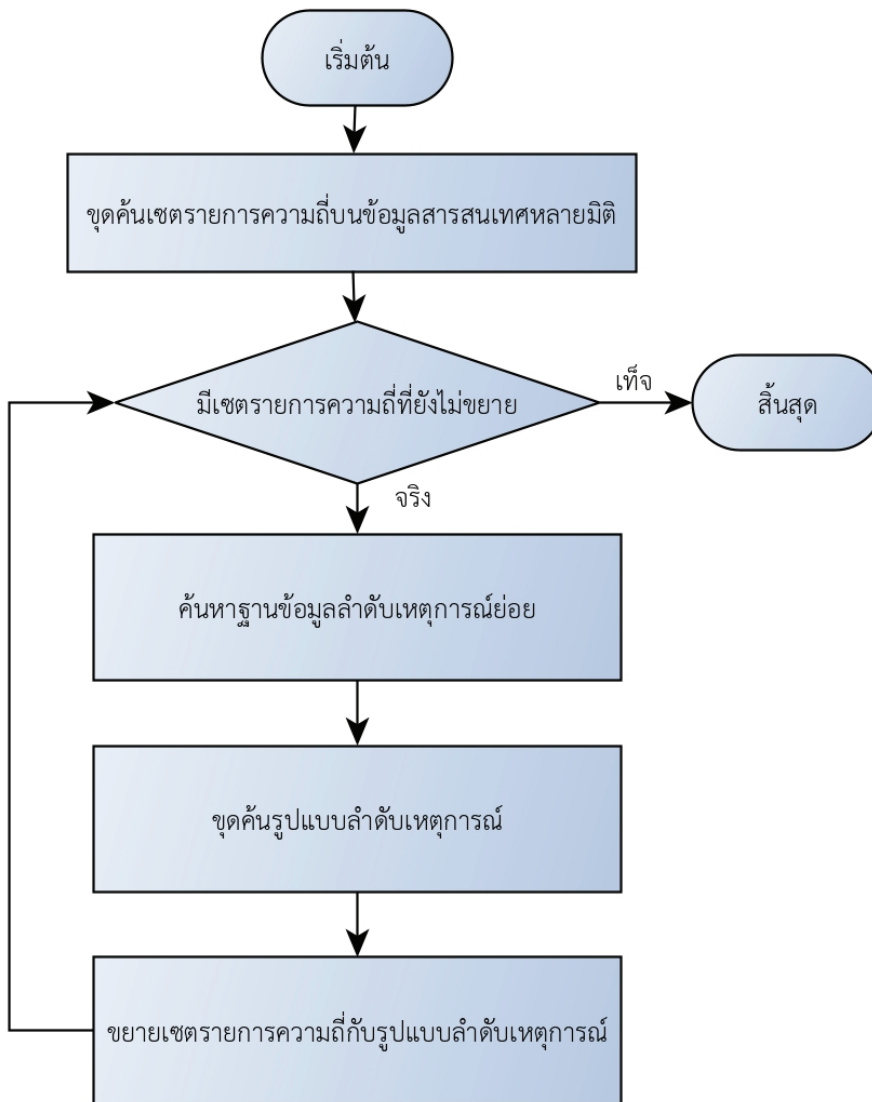 เริ่มต้น
ขุดค้นเซตรายการความถี่บนข้อมูลสารสนเทศหลายมิติ
มีเซตรายการความถี่ที่ยังไม่ขยาย
เท็จ
สิ้นสุด
จริง
ค้นหาฐานข้อมูลลำดับเหตุการณ์ย่อย
ขุดค้นรูปแบบลำดับเหตุการณ์
ขยายเซตรายการความถี่กับรูปแบบลำดับเหตุการณ์